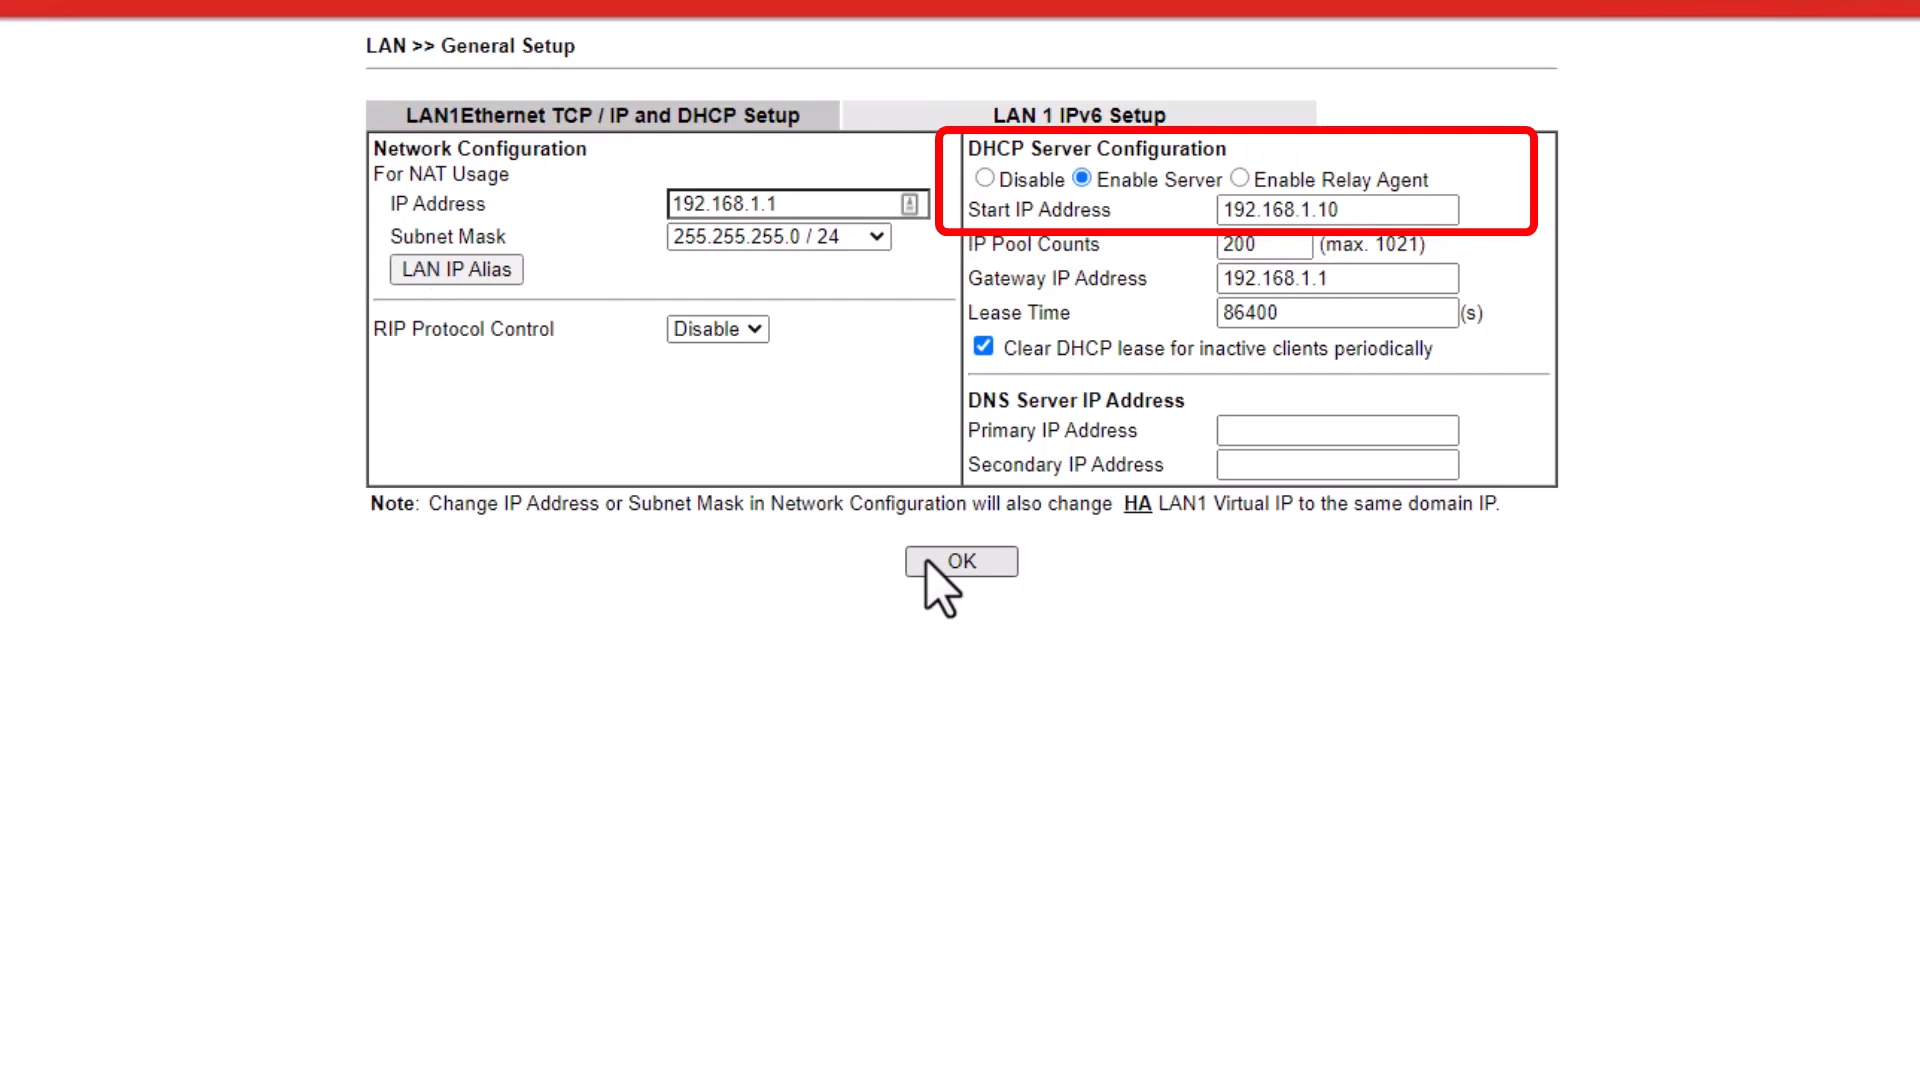 LAN >> General Setup
LAN1Ethernet TCP / IP and DHCP Setup
LAN 1 IPv6 Setup
Network Configuration
For NAT Usage
IP Address 192.168.1.1
Subnet Mask 255.255.255.0 / 24
LAN IP Alias
RIP Protocol Control Disable
DHCP Server Configuration
Disable Enable Server Enable Relay Agent
Start IP Address 192.168.1.10
IP Pool Counts 200 (max. 1021)
Gateway IP Address 192.168.1.1
Lease Time 86400 (s)
Clear DHCP lease for inactive clients periodically
DNS Server IP Address
Primary IP Address
Secondary IP Address
Note: Change IP Address or Subnet Mask in Network Configuration will also change HA LAN1 Virtual IP to the same domain IP.
OK